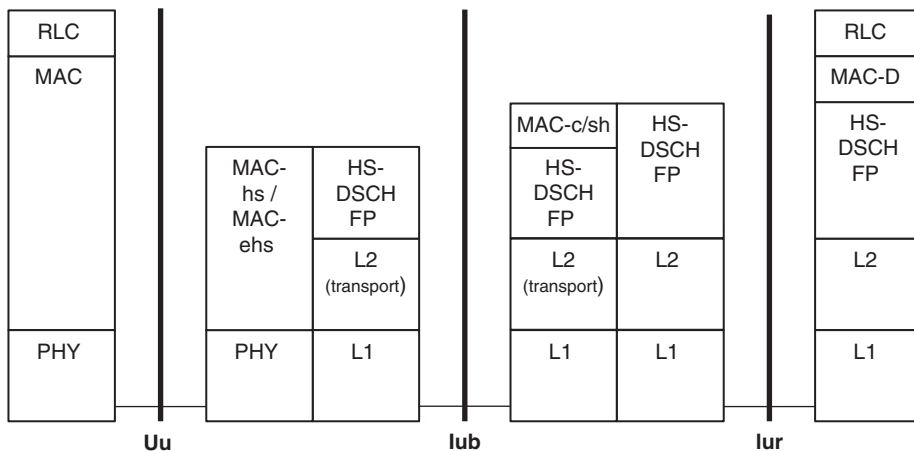 RLC
MAC
PHY
MAC-
hs /
MAC-
ehs
PHY
HS-
DSCH
FP
L2
(transport)
L1
MAC-c/sh
HS-
DSCH
FP
L2
(transport)
L1
HS-
DSCH
FP
L2
L1
RLC
MAC-D
HS-
DSCH
FP
L2
L1
Uu
Iub
Iur